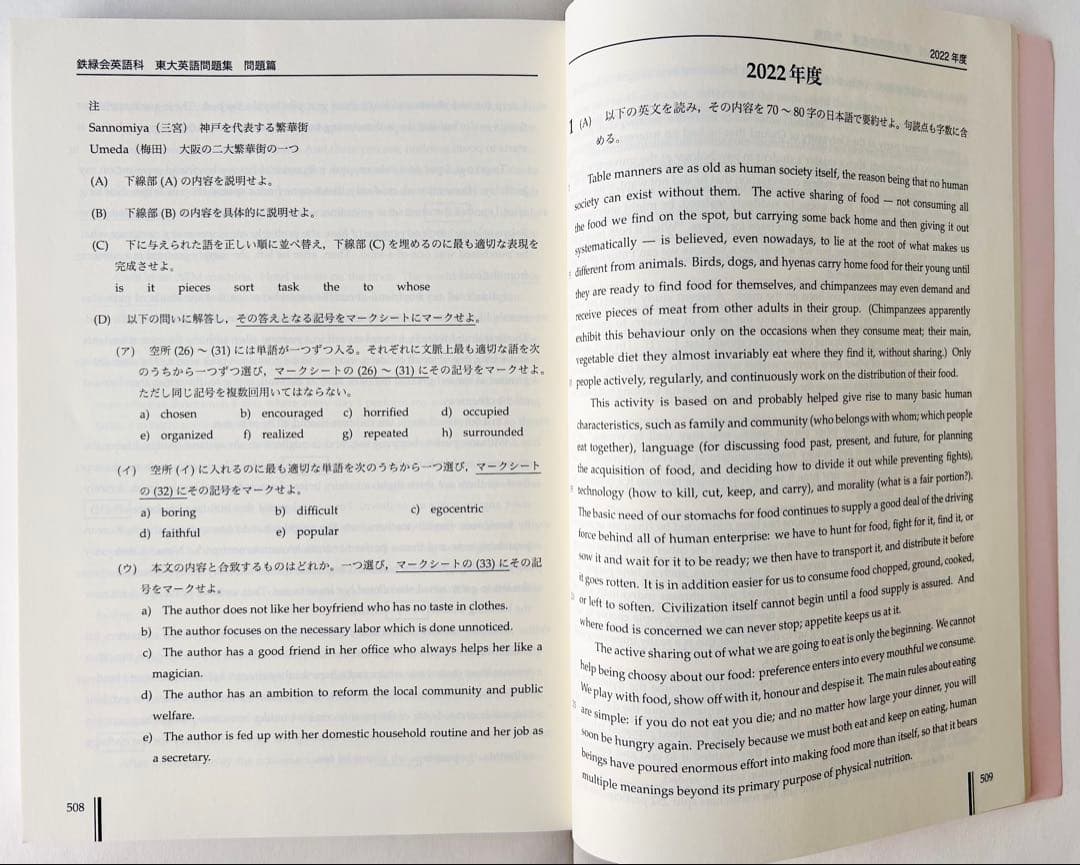 鉄緑会英語科 東大英語問題集 問題篇
注
Sannomiya（三宮） 神戸を代表する繁華街
Umeda（梅田） 大阪の二大繁華街の一つ
(A) 下線部 (A) の内容を説明せよ。
(B) 下線部 (B) の内容を具体的に説明せよ。
(C) 下に与えられた語を正しい順に並べ替え，下線部 (C) を埋めるのに最も適切な表現を
完成させよ。
is it pieces sort task the to whose
(D) 以下の問いに解答し，その答えとなる記号をマークシートにマークせよ。
(ア) 空所 (26)～(31) には単語が一つずつ入る。それぞれに文脈上最も適切な語を次
のうちから一つずつ選び，マークシートの (26)～(31) にその記号をマークせよ。
ただし同じ記号を複数回用いてはならない。
a) chosen b) encouraged c) horrified d) occupied
e) organized f) realized g) repeated h) surrounded
(イ) 空所 (イ) に入れるのに最も適切な単語を次のうちから一つ選び，マークシート
の (32) にその記号をマークせよ。
a) boring b) difficult c) egocentric
d) faithful e) popular
(ウ) 本文の内容と合致するものはどれか。一つ選び，マークシートの (33) にその記
号をマークせよ。
a) The author does not like her boyfriend who has no taste in clothes.
b) The author focuses on the necessary labor which is done unnoticed.
c) The author has a good friend in her office who always helps her like a
magician.
d) The author has an ambition to reform the local community and public
welfare.
e) The author is fed up with her domestic household routine and her job as
a secretary.
508
2022 年度
2022 年度
1 (A) 以下の英文を読み，その内容を 70～80 字の日本語で要約せよ。句読点も字数に含
める。
Table manners are as old as human society itself, the reason being that no human
society can exist without them. The active sharing of food — not consuming all
the food we find on the spot, but carrying some back home and then giving it out
systematically — is believed, even nowadays, to lie at the root of what makes us
different from animals. Birds, dogs, and hyenas carry home food for their young until
they are ready to find food for themselves, and chimpanzees may even demand and
receive pieces of meat from other adults in their group. (Chimpanzees apparently
exhibit this behaviour only on the occasions when they consume meat; their main,
vegetable diet they almost invariably eat where they find it, without sharing.) Only
people actively, regularly, and continuously work on the distribution of their food.
This activity is based on and probably helped give rise to many basic human
characteristics, such as family and community (who belongs with whom; which people
eat together), language (for discussing food past, present, and future, for planning
the acquisition of food, and deciding how to divide it out while preventing fights),
technology (how to kill, cut, keep, and carry), and morality (what is a fair portion?).
The basic need of our stomachs for food continues to supply a good deal of the driving
force behind all of human enterprise: we have to hunt for food, fight for it, find it, or
sow it and wait for it to be ready; we then have to transport it, and distribute it before
it goes rotten. It is in addition easier for us to consume food chopped, ground, cooked,
or left to soften. Civilization itself cannot begin until a food supply is assured. And
where food is concerned we can never stop; appetite keeps us at it.
The active sharing out of what we are going to eat is only the beginning. We cannot
help being choosy about our food: preference enters into every mouthful we consume.
We play with food, show off with it, honour and despise it. The main rules about eating
are simple: if you do not eat you die; and no matter how large your dinner, you will
soon be hungry again. Precisely because we must both eat and keep on eating, human
beings have poured enormous effort into making food more than itself, so that it bears
multiple meanings beyond its primary purpose of physical nutrition.
509